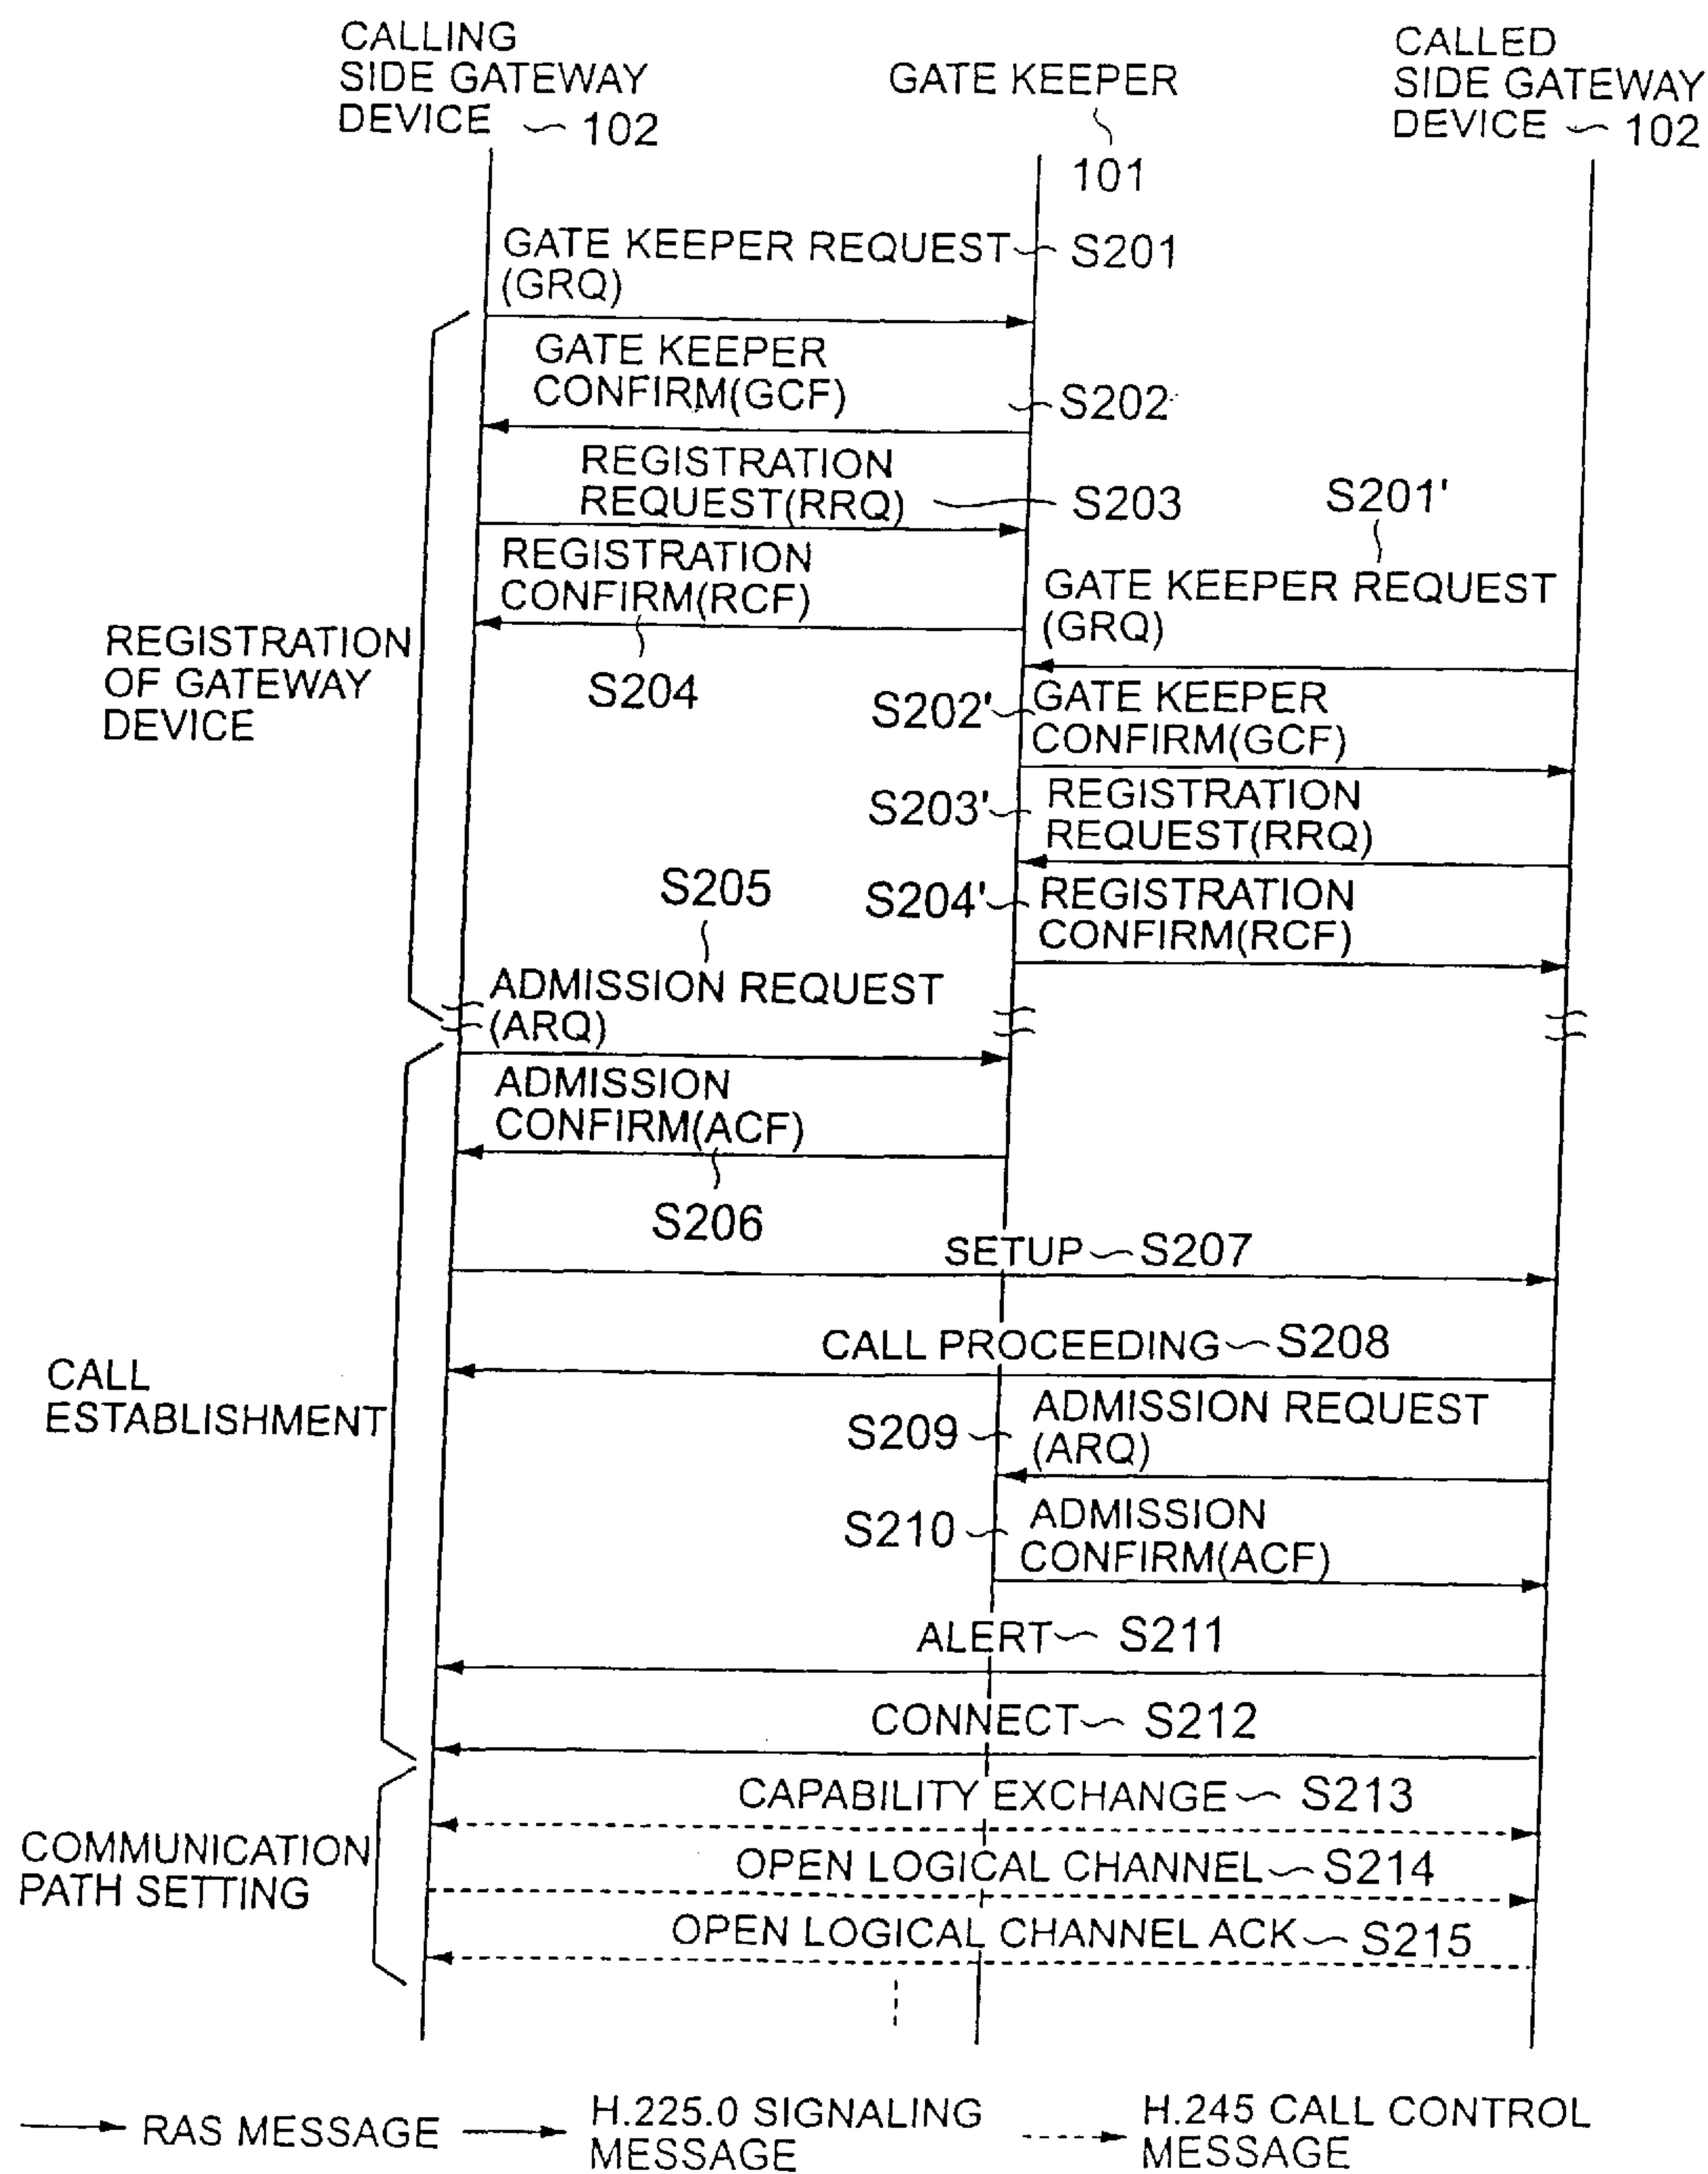 CALLING
SIDE GATEWAY
DEVICE 102
GATE KEEPER
101
CALLED
SIDE GATEWAY
DEVICE 102
GATE KEEPER REQUEST S201
(GRQ)
GATE KEEPER
CONFIRM(GCF)
S202
REGISTRATION
REQUEST(RRQ) S203
S201'
REGISTRATION
CONFIRM(RCF)
GATE KEEPER REQUEST
(GRQ)
REGISTRATION
OF GATEWAY
DEVICE
S204
S202' GATE KEEPER
CONFIRM(GCF)
S203' REGISTRATION
REQUEST(RRQ)
S205
S204' REGISTRATION
CONFIRM(RCF)
ADMISSION REQUEST
(ARQ)
ADMISSION
CONFIRM(ACF)
S206
SETUP S207
CALL PROCEEDING S208
CALL
ESTABLISHMENT
S209 ADMISSION REQUEST
(ARQ)
S210 ADMISSION
CONFIRM(ACF)
ALERT S211
CONNECT S212
CAPABILITY EXCHANGE S213
COMMUNICATION
PATH SETTING
OPEN LOGICAL CHANNEL S214
OPEN LOGICAL CHANNEL ACK S215
RAS MESSAGE
H.225.0 SIGNALING
MESSAGE
H.245 CALL CONTROL
MESSAGE